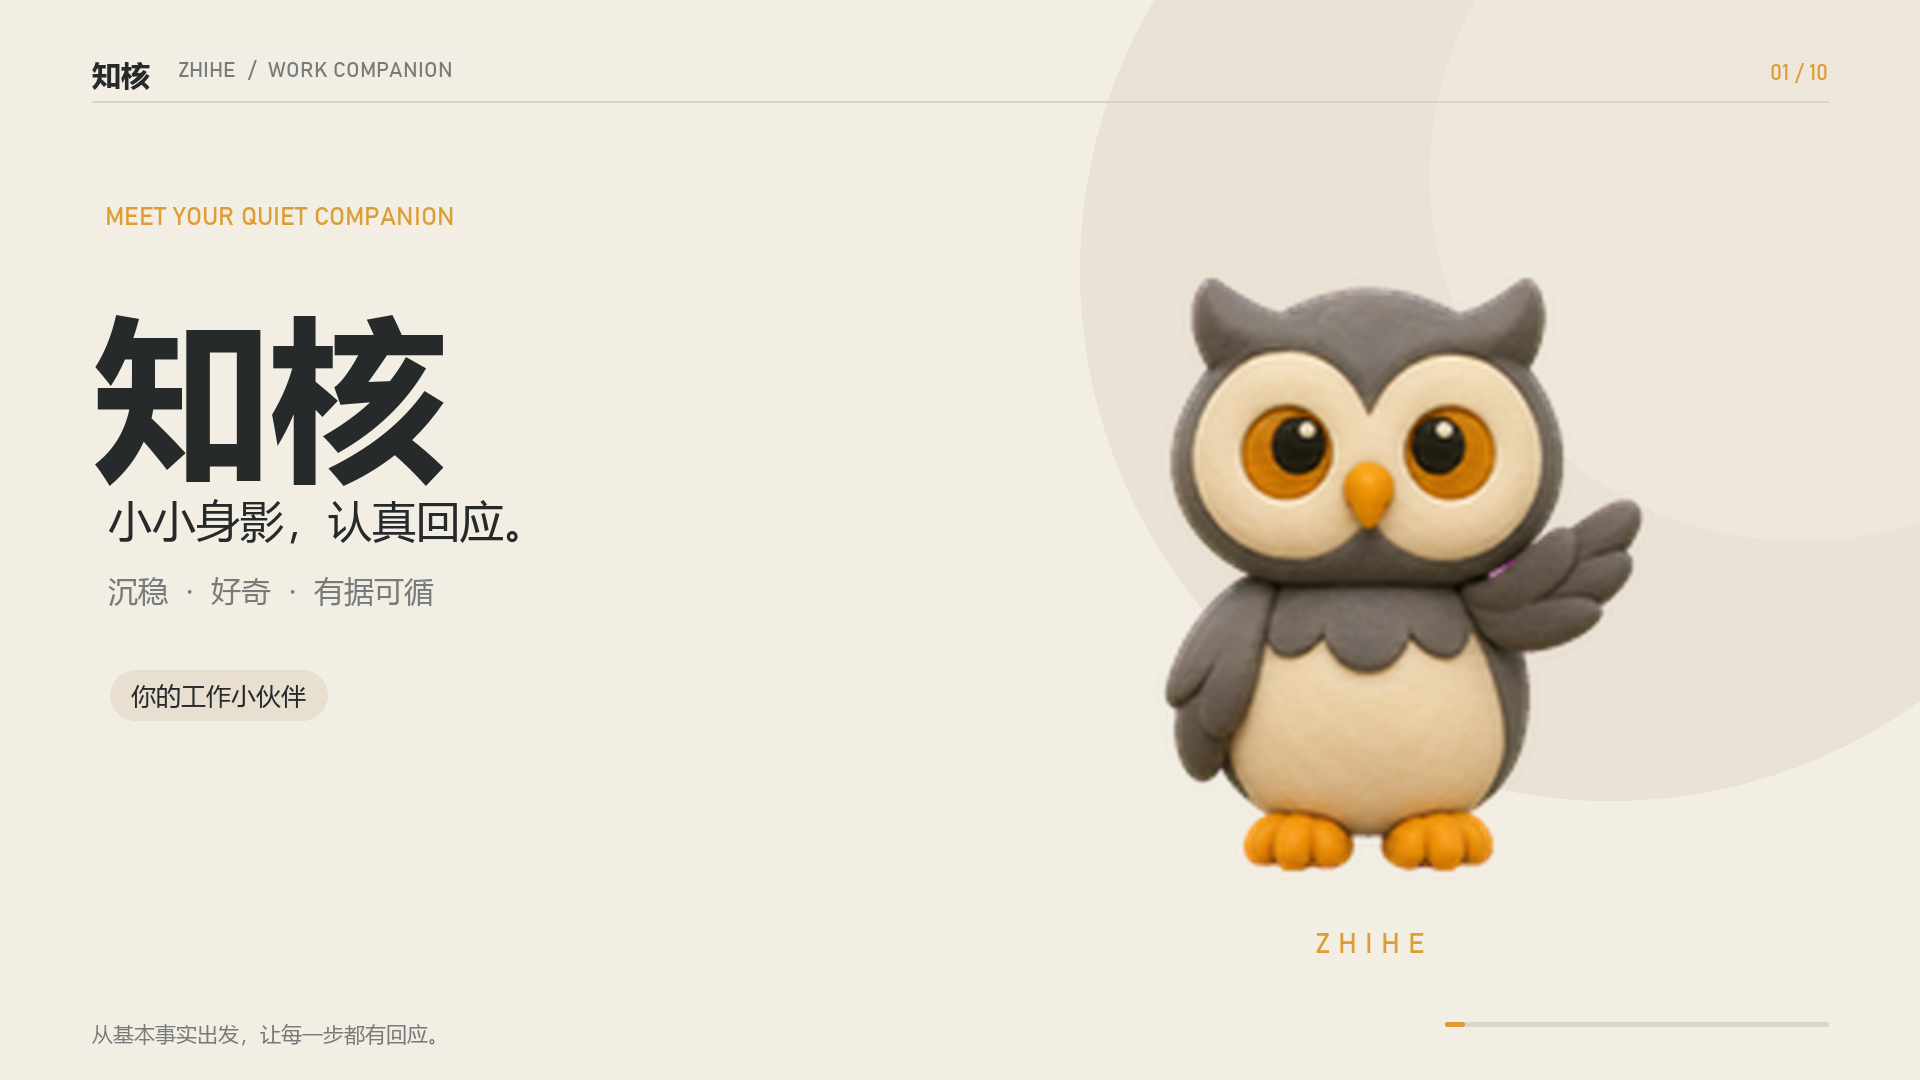 知核 ZHIHE / WORK COMPANION
01 / 10
MEET YOUR QUIET COMPANION
知核
小小身影，认真回应。
沉稳 · 好奇 · 有据可循
你的工作小伙伴
ZHIHE
从基本事实出发，让每一步都有回应。